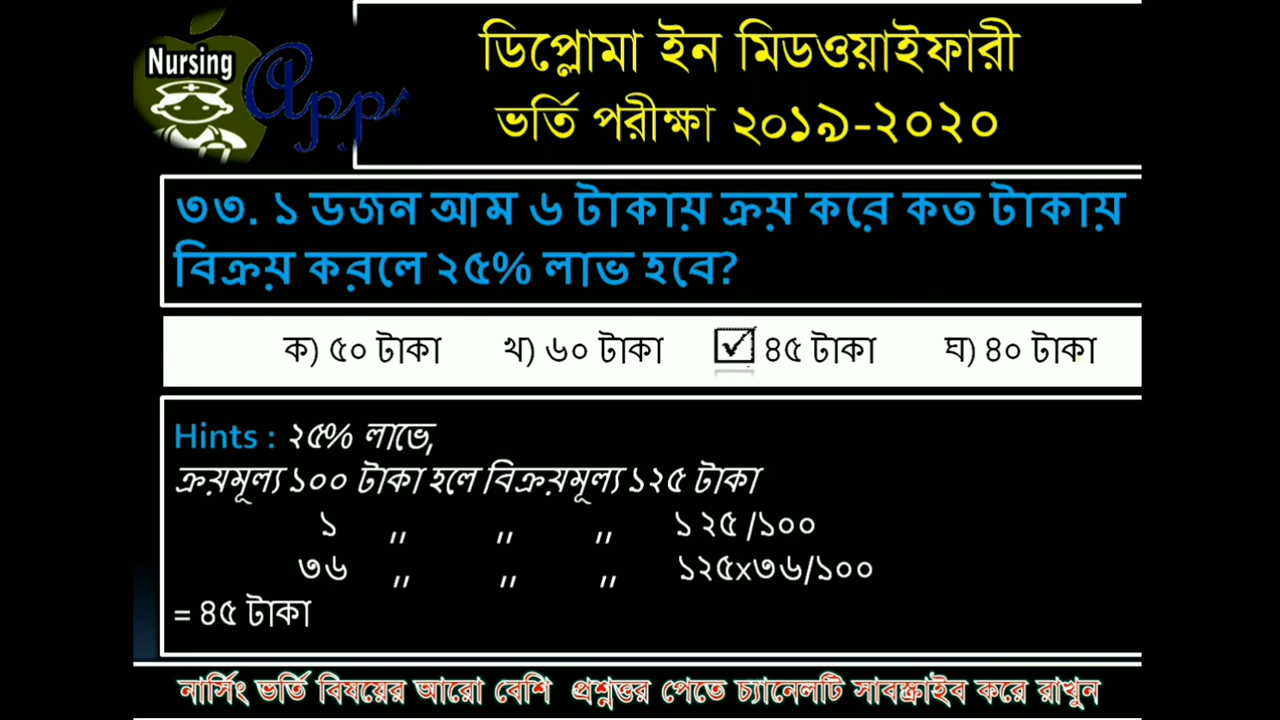 Nursing
Apps
ডিপ্লোমা ইন মিডওয়াইফারী
ভর্তি পরীক্ষা ২০১৯-২০২০
৩৩. ১ ডজন আম ৬ টাকায় ক্রয় করে কত টাকায়
বিক্রয় করলে ২৫% লাভ হবে?
ক) ৫০ টাকা খ) ৬০ টাকা ৪৫ টাকা ঘ) ৪০ টাকা
Hints : ২৫% লাভে,
ক্রয়মূল্য ১০০ টাকা হলে বিক্রয়মূল্য ১২৫ টাকা
১ ,, ,, ,, ১২৫/১০০
৩৬ ,, ,, ,, ১২৫x৩৬/১০০
= ৪৫ টাকা
নার্সিং ভর্তি বিষয়ের আরো বেশি প্রশ্নত্তর পেতে চ্যানেলটি সাবস্ক্রাইব করে রাখুন